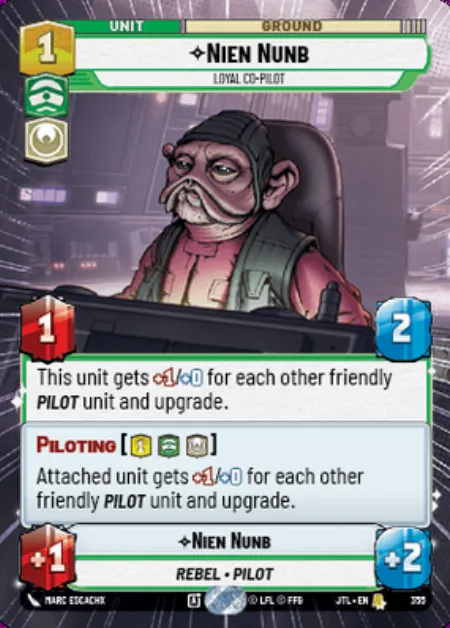 UNIT GROUND
1 Nien Nunb
LOYAL CO-PILOT
1 2
This unit gets +1/+0 for each other friendly
PILOT unit and upgrade.
PILOTING [1]
Attached unit gets +1/+0 for each other
friendly PILOT unit and upgrade.
Nien Nunb
+1 +2
REBEL • PILOT
MARC ESCACHX A © LFL © FFG JTL • EN 355